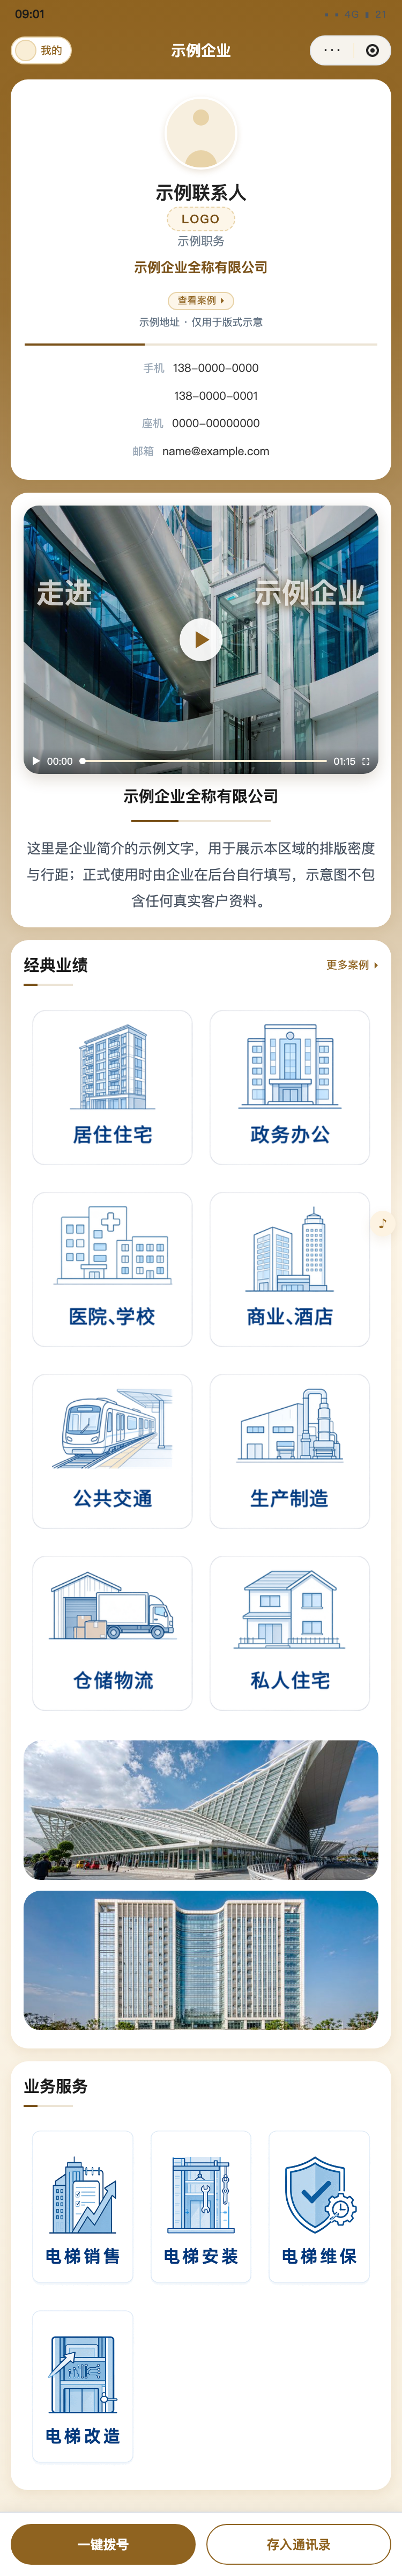 09:01
4G 21
我的
示例企业
示例联系人
LOGO
示例职务
示例企业全称有限公司
查看案例
示例地址 · 仅用于版式示意
手机 138-0000-0000
138-0000-0001
座机 0000-00000000
邮箱 name@example.com
走进 示例企业
00:00 01:15
示例企业全称有限公司
这里是企业简介的示例文字，用于展示本区域的排版密度
与行距；正式使用时由企业在后台自行填写，示意图不包
含任何真实客户资料。
经典业绩 更多案例
居住住宅 政务办公
医院、学校 商业、酒店
公共交通 生产制造
仓储物流 私人住宅
业务服务
电梯销售 电梯安装 电梯维保
电梯改造
一键拨号 存入通讯录